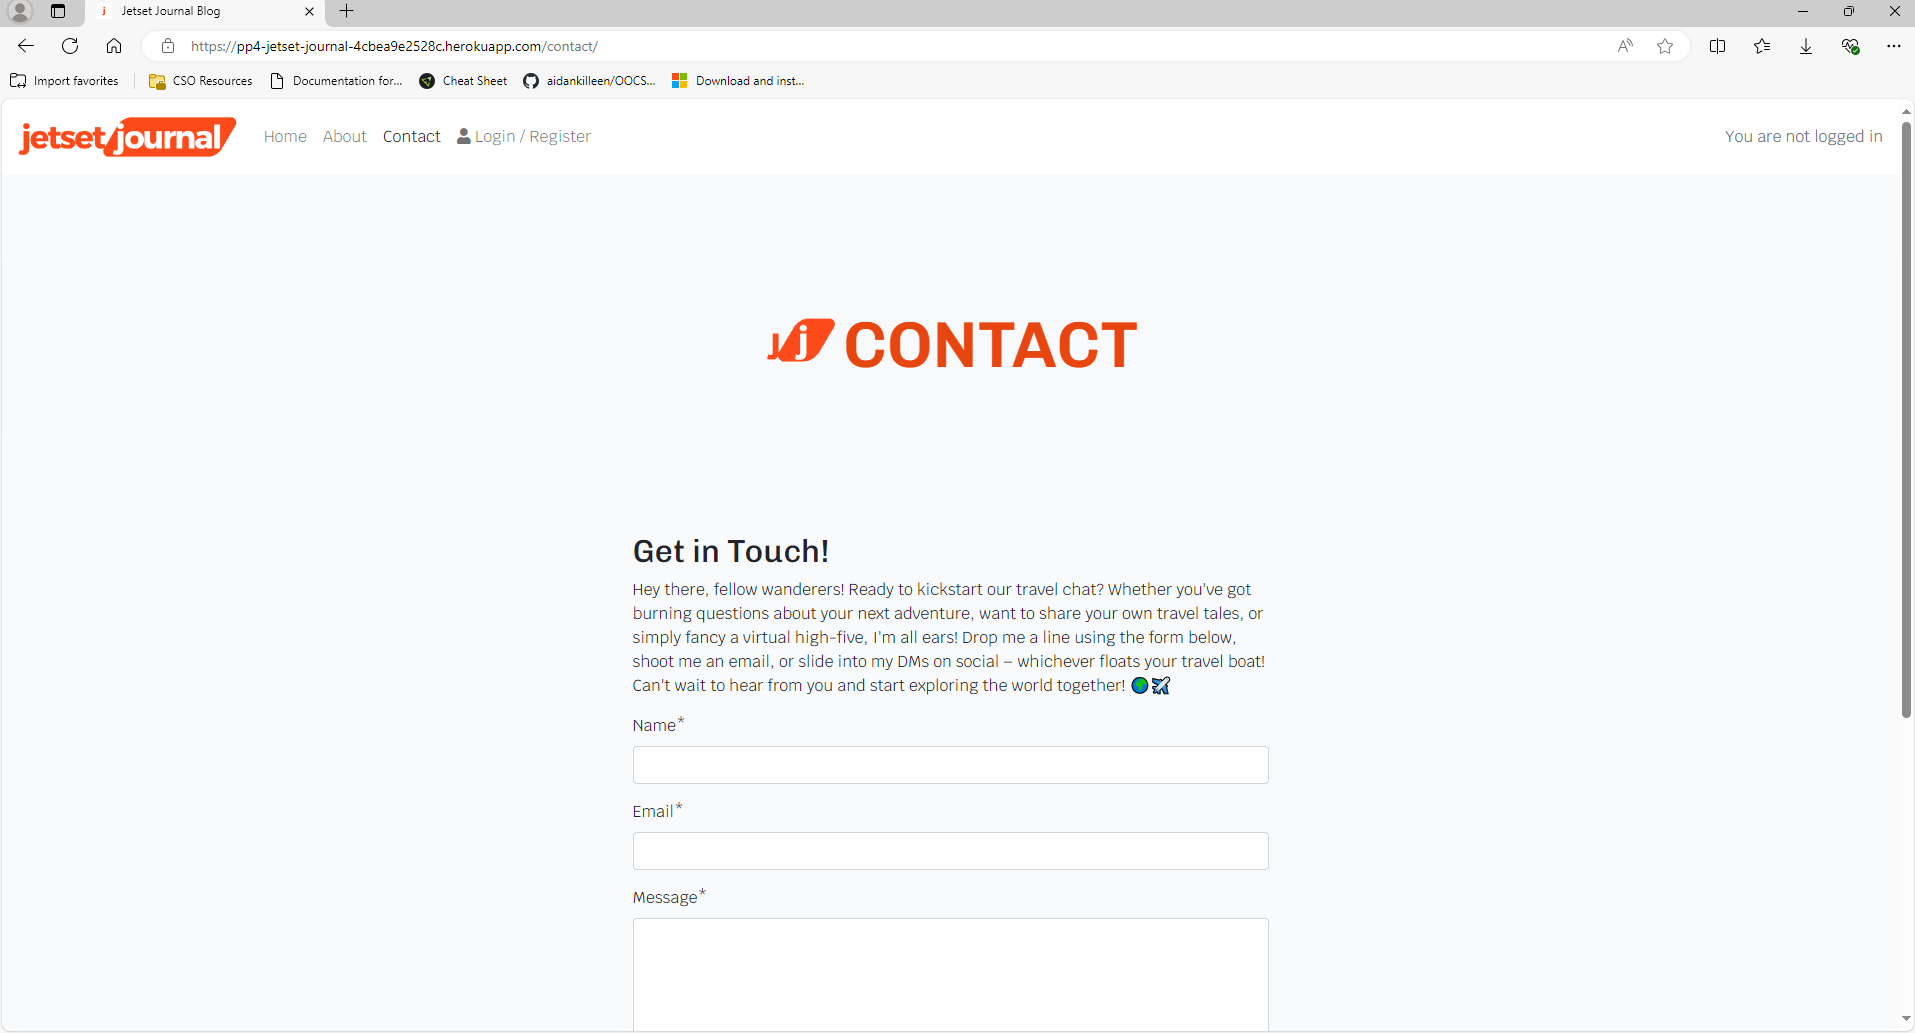 j Jetset Journal Blog
https://pp4-jetset-journal-4cbea9e2528c.herokuapp.com/contact/
Import favorites CSO Resources Documentation for... Cheat Sheet aidankilleen/OOCS... Download and inst...
jetset journal Home About Contact Login / Register You are not logged in
J j CONTACT
Get in Touch!
Hey there, fellow wanderers! Ready to kickstart our travel chat? Whether you've got
burning questions about your next adventure, want to share your own travel tales, or
simply fancy a virtual high-five, I'm all ears! Drop me a line using the form below,
shoot me an email, or slide into my DMs on social – whichever floats your travel boat!
Can't wait to hear from you and start exploring the world together! 🌍✈️
Name*
Email*
Message*